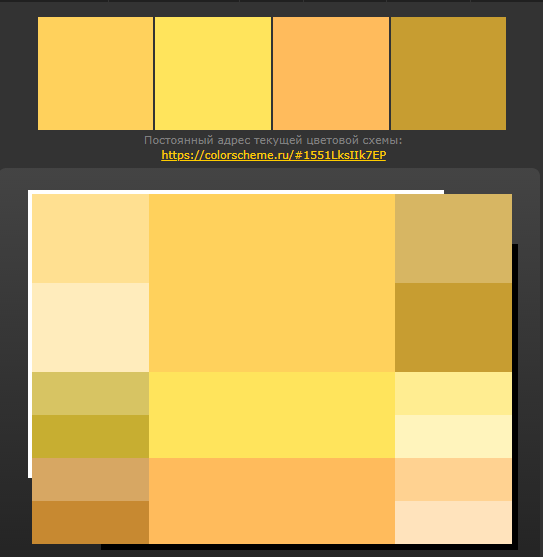 Постоянный адрес текущей цветовой схемы:
https://colorscheme.ru/#1551LksIIk7EP